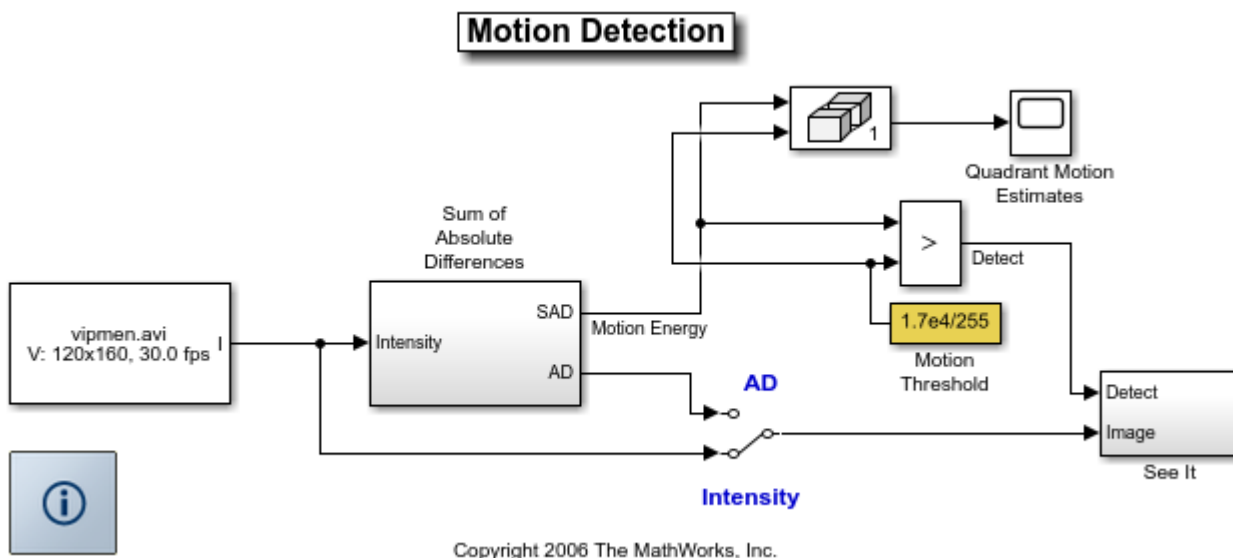 Motion Detection
1
Quadrant Motion
Estimates
Sum of
Absolute
Differences
>
Detect
vipmen.avi
V: 120x160, 30.0 fps
I
Intensity
SAD
AD
Motion Energy
1.7e4/255
Motion
Threshold
AD
Intensity
Detect
Image
See It
i
Copyright 2006 The MathWorks, Inc.